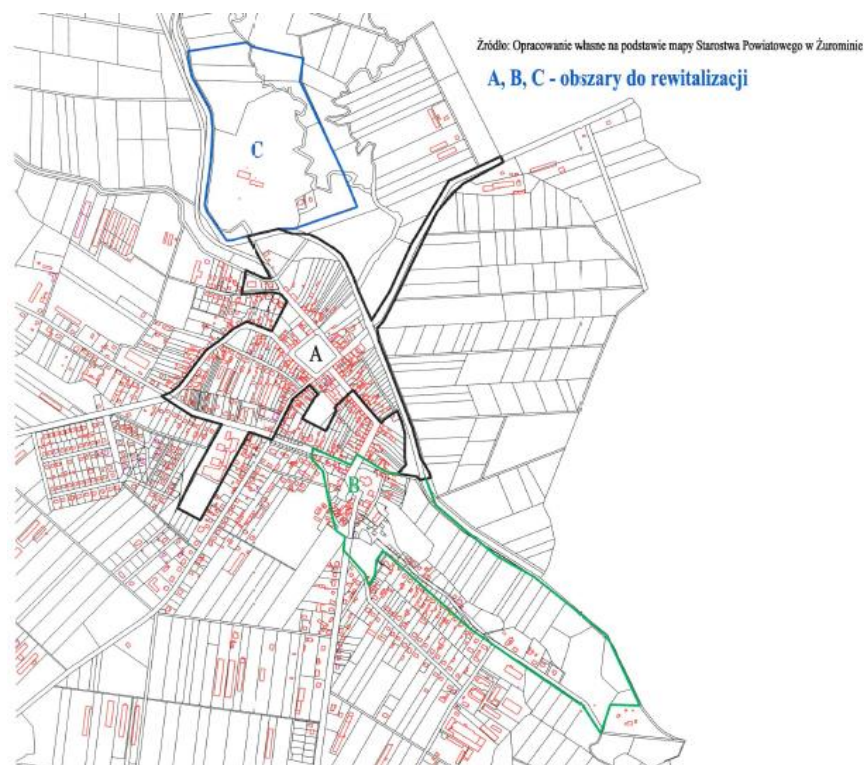 Źródło: Opracowanie własne na podstawie mapy Starostwa Powiatowego w Żurominie
A, B, C - obszary do rewitalizacji
C
A
B